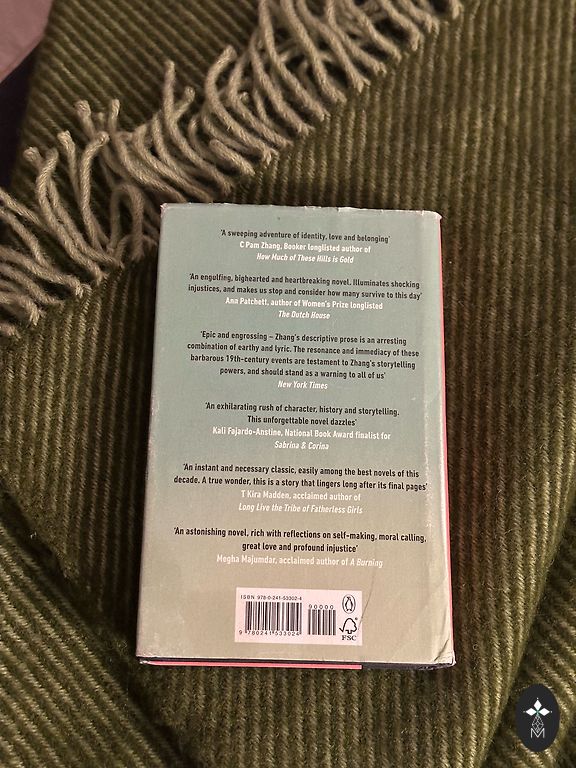 'A sweeping adventure of identity, love and belonging'
C Pam Zhang, Booker longlisted author of
How Much of These Hills is Gold
'An engulfing, bighearted and heartbreaking novel. Illuminates shocking
injustices, and makes us stop and consider how many survive to this day'
Ann Patchett, author of Women's Prize longlisted
The Dutch House
'Epic and engrossing – Zhang's descriptive prose is an arresting
combination of earthy and lyric. The resonance and immediacy of these
barbarous 19th-century events are testament to Zhang's storytelling
powers, and should stand as a warning to all of us'
New York Times
'An exhilarating rush of character, history and storytelling.
This unforgettable novel dazzles'
Kali Fajardo-Anstine, National Book Award finalist for
Sabrina & Corina
'An instant and necessary classic, easily among the best novels of this
decade. A true wonder, this is a story that lingers long after its final pages'
T Kira Madden, acclaimed author of
Long Live the Tribe of Fatherless Girls
'An astonishing novel, rich with reflections on self-making, moral calling,
great love and profound injustice'
Megha Majumdar, acclaimed author of A Burning
ISBN 978-0-241-53302-4
90000
9 780241 533024
FSC
M